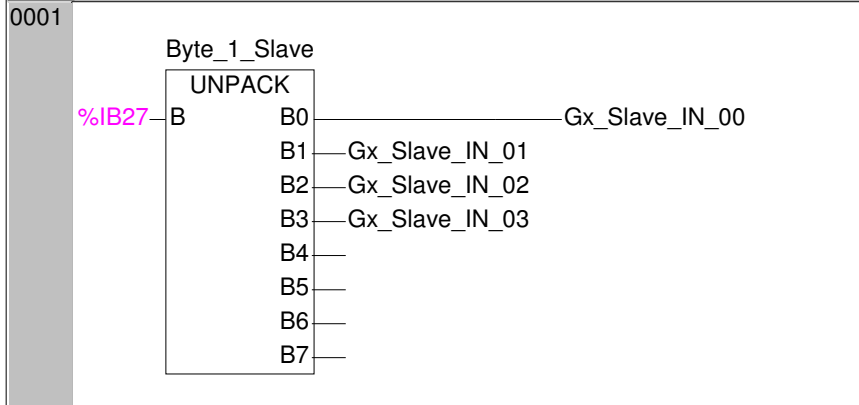 0001
Byte_1_Slave
UNPACK
%IB27 B B0 Gx_Slave_IN_00
B1 Gx_Slave_IN_01
B2 Gx_Slave_IN_02
B3 Gx_Slave_IN_03
B4
B5
B6
B7